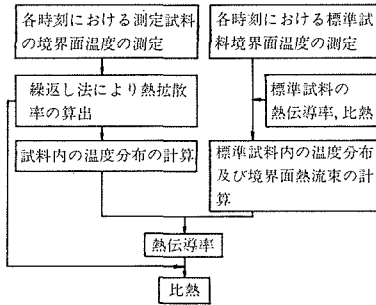 各時刻における測定試料
の境界面温度の測定
各時刻における標準試
料境界面温度の測定
繰返し法により熱拡散
率の算出
標準試料の
熱伝導率,比熱
試料内の温度分布の計算
標準試料内の温度分布
及び境界面熱流束の計
算
熱伝導率
比熱